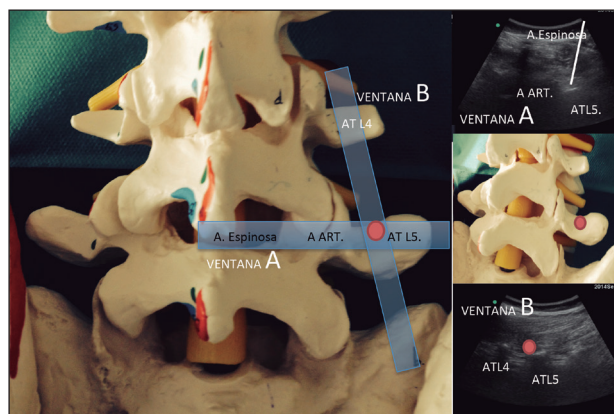 VENTANA B
AT L4
A. Espinosa
A ART.
AT L5.
VENTANA A
A.Espinosa
A ART.
ATL5.
VENTANA A
VENTANA B
ATL4
ATL5